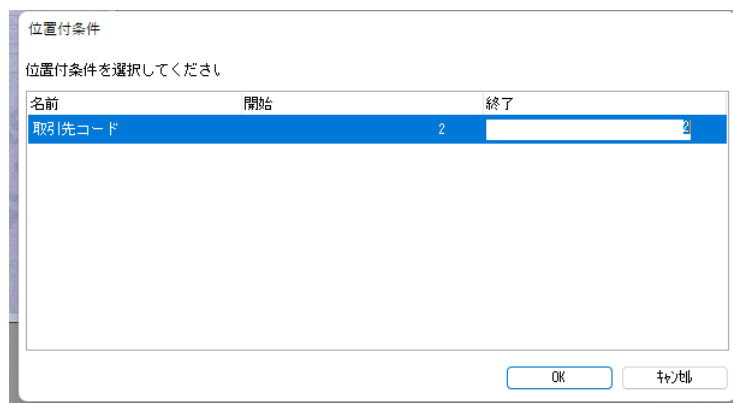 位置付条件
位置付条件を選択してくださ
名前 開始 終了
取引先コード 2 2
OK ｷｬﾝｾﾙ